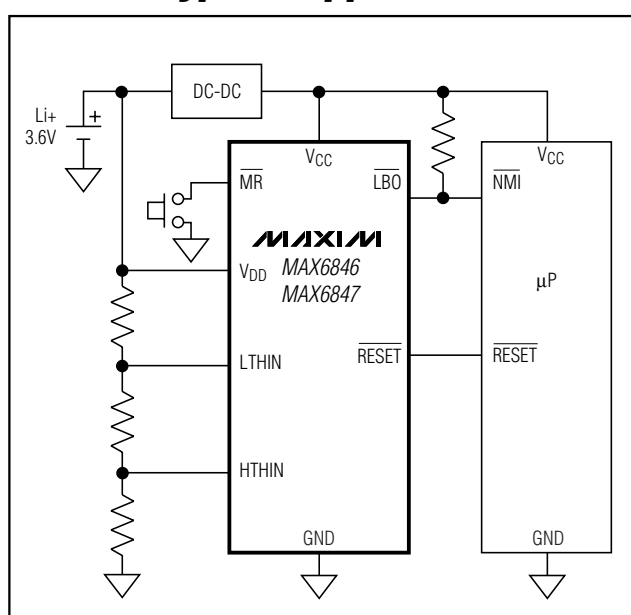 DC-DC
Li+
3.6V
+
VCC
VCC
MR
LBO
NMI
MAXIM
MAX6846
MAX6847
VDD
µP
LTHIN
RESET
RESET
HTHIN
GND
GND